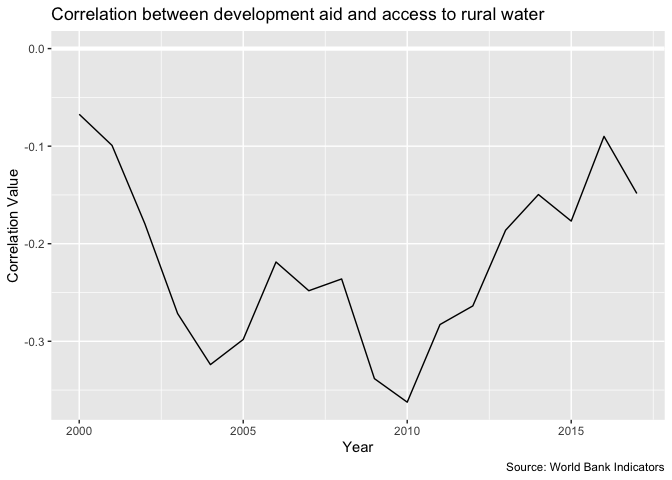 Correlation between development aid and access to rural water
0.0
-0.1
-0.2
-0.3
Correlation Value
2000 2005 2010 2015
Year
Source: World Bank Indicators